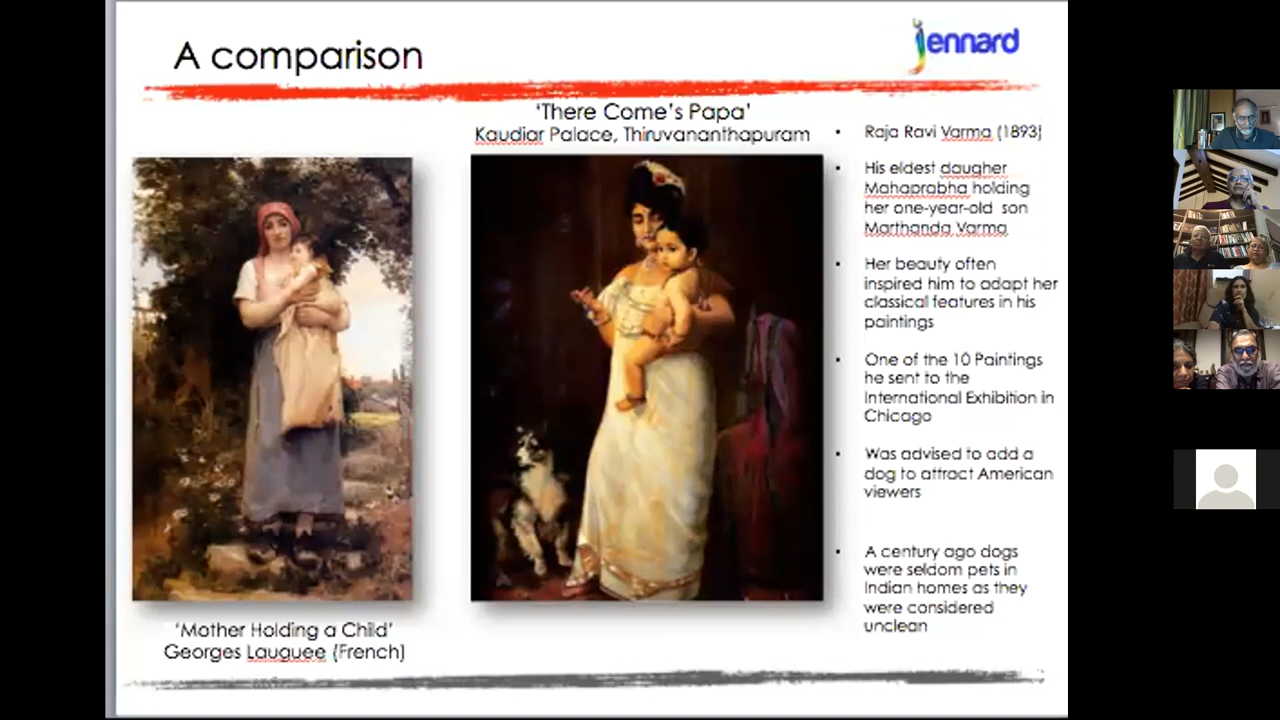 A comparison
jennard
'There Come's Papa'
Kaudiar Palace, Thiruvananthapuram
• Raja Ravi Varma (1893)
• His eldest daugher
Mahaprabha holding
her one-year-old son
Marthanda Varma
• Her beauty often
inspired him to adapt her
classical features in his
paintings
• One of the 10 Paintings
he sent to the
International Exhibition in
Chicago
• Was advised to add a
dog to attract American
viewers
• A century ago dogs
were seldom pets in
Indian homes as they
were considered
unclean
'Mother Holding a Child'
Georges Lauguee (French)